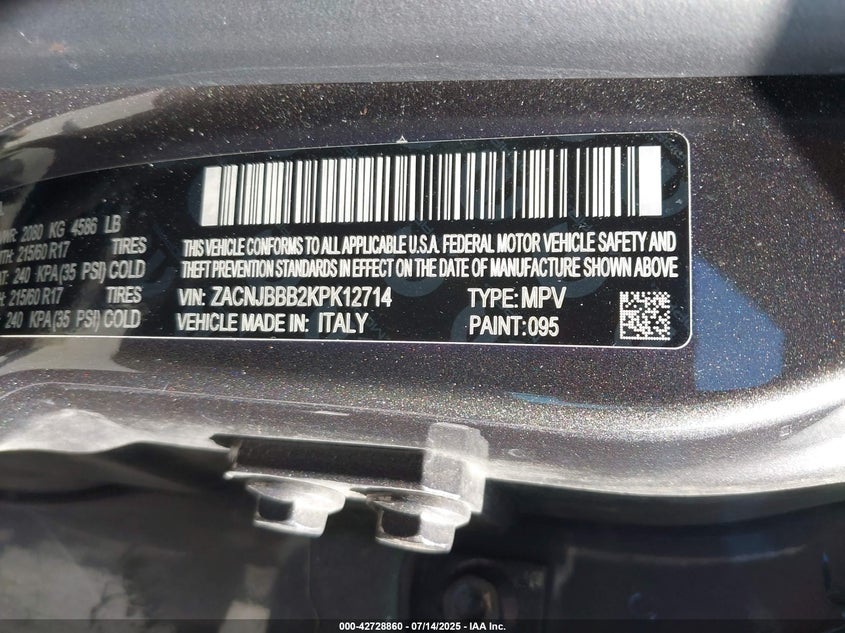 2080 KG 4586 LB
215/60 R17 TIRES
240 KPA(35 PSI) COLD
215/60 R17 TIRES
240 KPA(35 PSI) COLD
THIS VEHICLE CONFORMS TO ALL APPLICABLE U.S.A. FEDERAL MOTOR VEHICLE SAFETY AND
THEFT PREVENTION STANDARDS IN EFFECT ON THE DATE OF MANUFACTURE SHOWN ABOVE
VIN: ZACNJBBB2KPK12714 TYPE: MPV
VEHICLE MADE IN: ITALY PAINT: 095
000-42728860 - 07/14/2025 - IAA Inc.